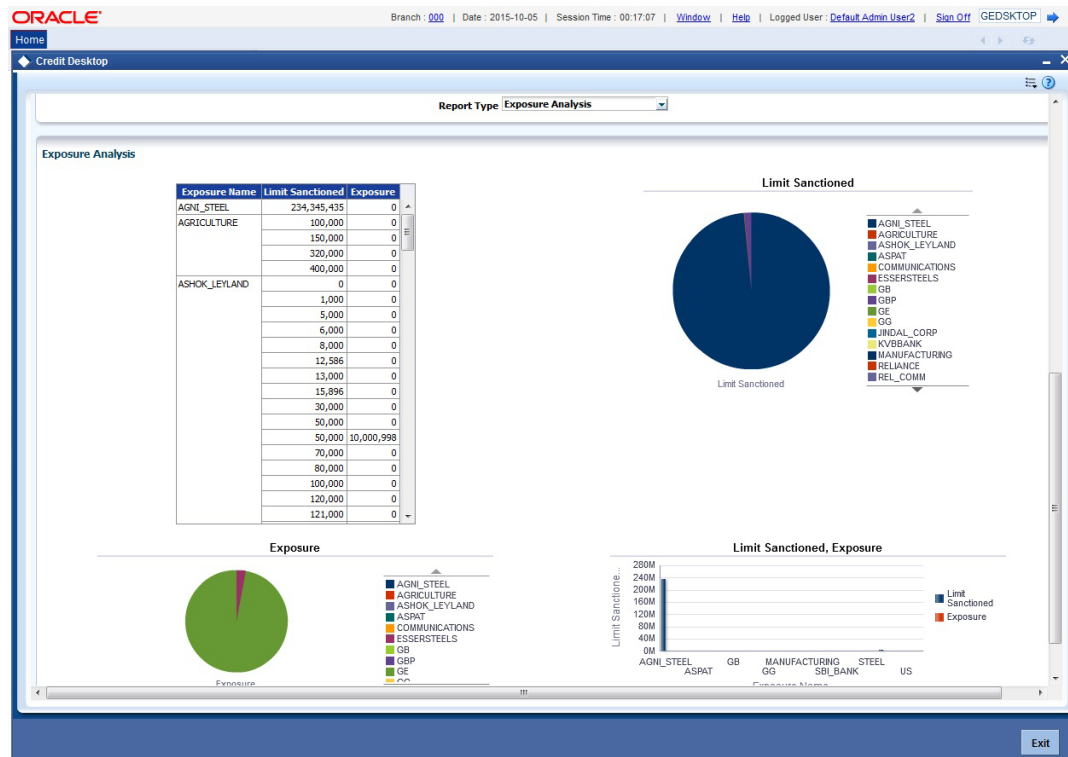 ORACLE
Branch : 000 | Date : 2015-10-05 | Session Time : 00:17:07 | Window | Help | Logged User : Default Admin User2 | Sign Off GEDSKTOP
Home
Credit Desktop
Report Type Exposure Analysis
Exposure Analysis
Exposure Name Limit Sanctioned Exposure
AGNI_STEEL 234,345,435 0
AGRICULTURE 100,000 0
150,000 0
320,000 0
400,000 0
ASHOK_LEYLAND 0 0
1,000 0
5,000 0
6,000 0
8,000 0
12,586 0
13,000 0
15,896 0
30,000 0
50,000 0
50,000 10,000,998
70,000 0
80,000 0
100,000 0
120,000 0
121,000 0
Limit Sanctioned
AGNI_STEEL
AGRICULTURE
ASHOK_LEYLAND
ASPAT
COMMUNICATIONS
ESSERSTEELS
GB
GBP
GE
GG
JINDAL_CORP
KVBBANK
MANUFACTURING
RELIANCE
REL_COMM
Limit Sanctioned
Exposure
AGNI_STEEL
AGRICULTURE
ASHOK_LEYLAND
ASPAT
COMMUNICATIONS
ESSERSTEELS
GB
GBP
GE
GG
Exposure
Limit Sanctioned, Exposure
Limit Sanctione...
280M
240M
200M
160M
120M
80M
40M
0M
AGNI_STEEL GB MANUFACTURING STEEL
ASPAT GG SBI_BANK US
Exposure Name
Limit
Sanctioned
Exposure
Exit